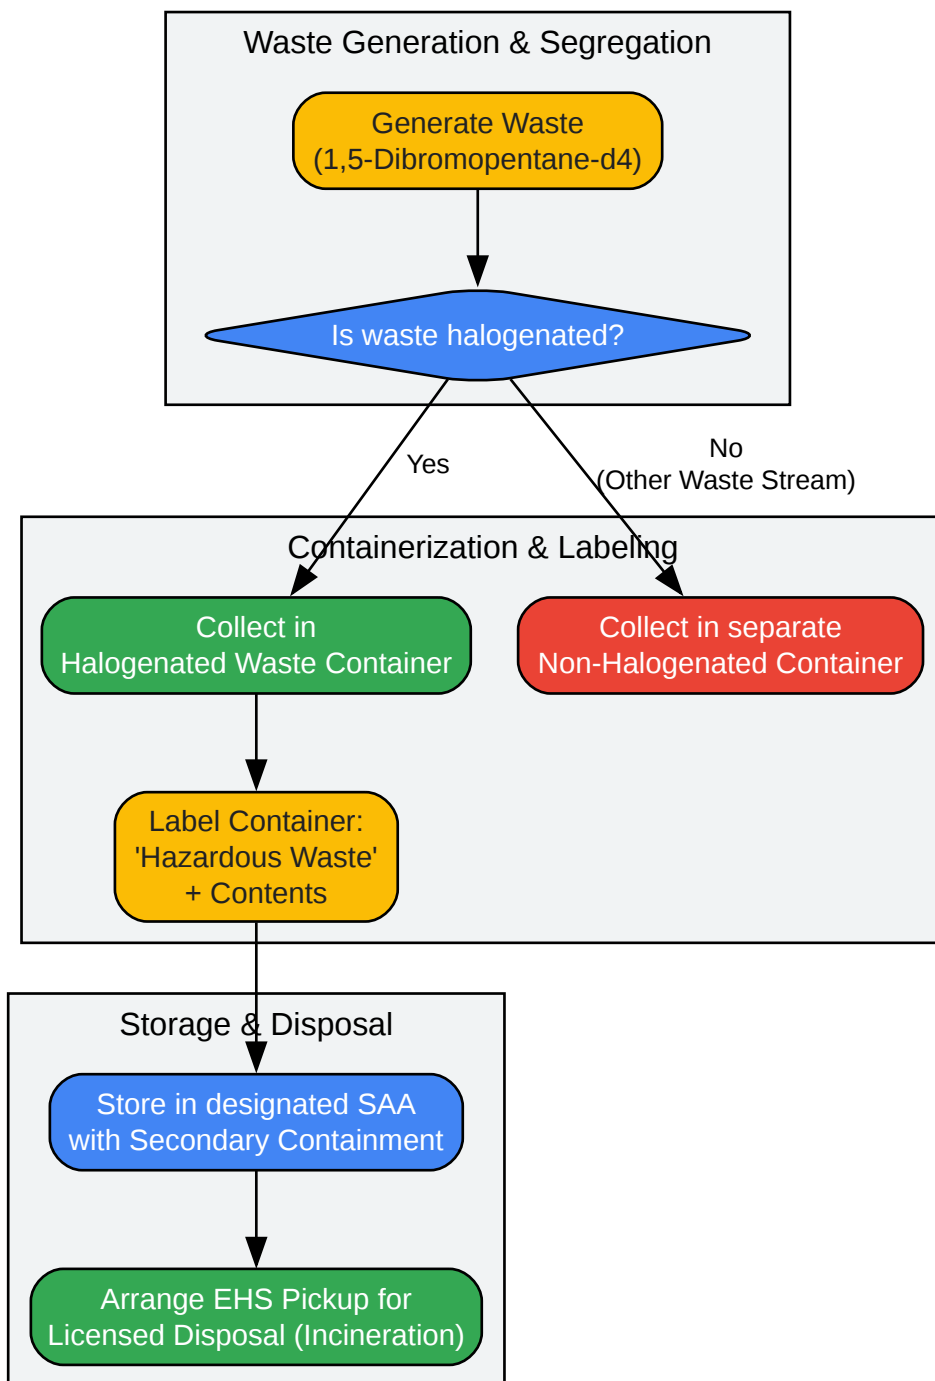 Waste Generation & Segregation
Generate Waste
(1,5-Dibromopentane-d4)
Is waste halogenated?
Yes
No
(Other Waste Stream)
Containerization & Labeling
Collect in
Halogenated Waste Container
Collect in separate
Non-Halogenated Container
Label Container:
'Hazardous Waste'
+ Contents
Storage & Disposal
Store in designated SAA
with Secondary Containment
Arrange EHS Pickup for
Licensed Disposal (Incineration)